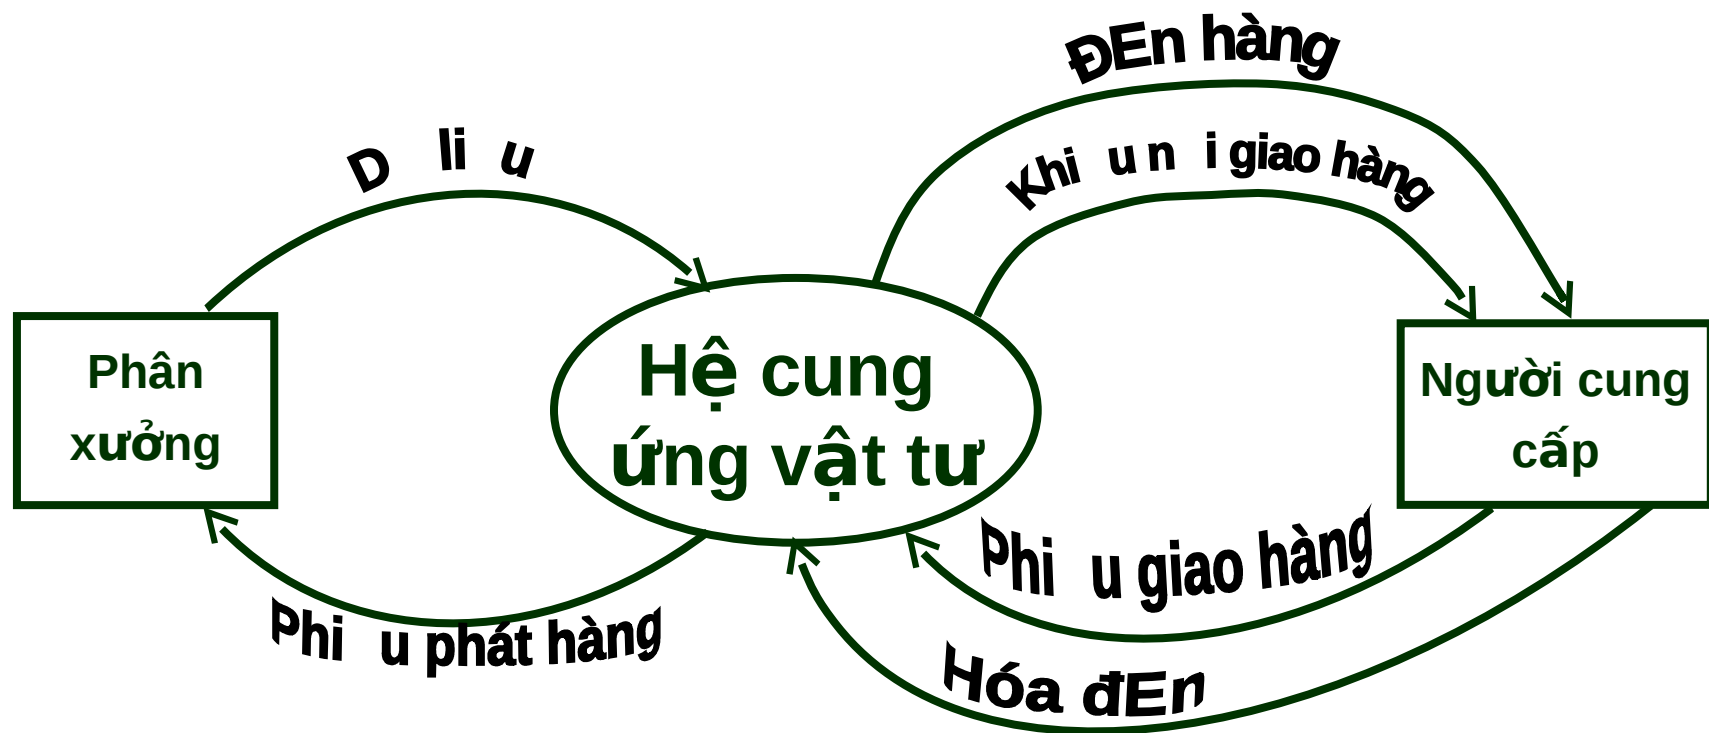 ĐEn hàng
D li u
Khi u n i giao hàng
Phân
xưởng
Hệ cung
ứng vật tư
Người cung
cấp
Phi u giao hàng
Phi u phát hàng
Hóa đEn